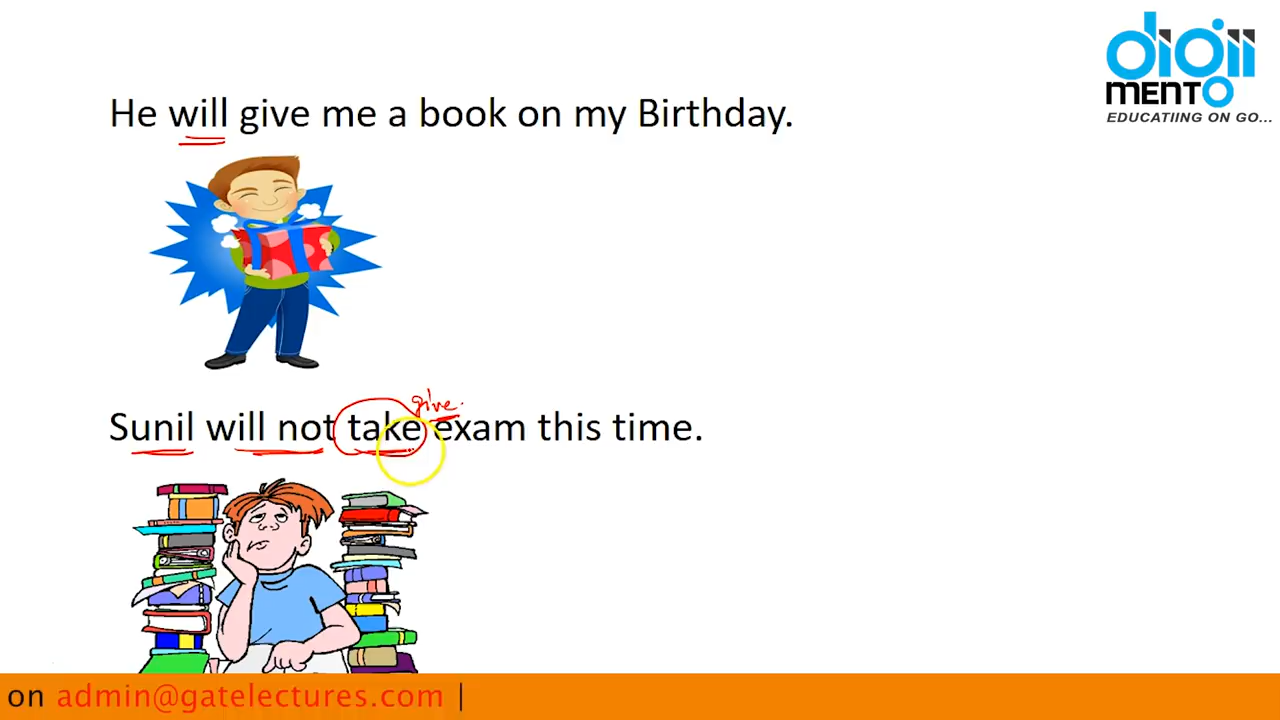 digii
MENTO
EDUCATIING ON GO...
He will give me a book on my Birthday.
give.
Sunil will not take exam this time.
on admin@gatelectures.com |